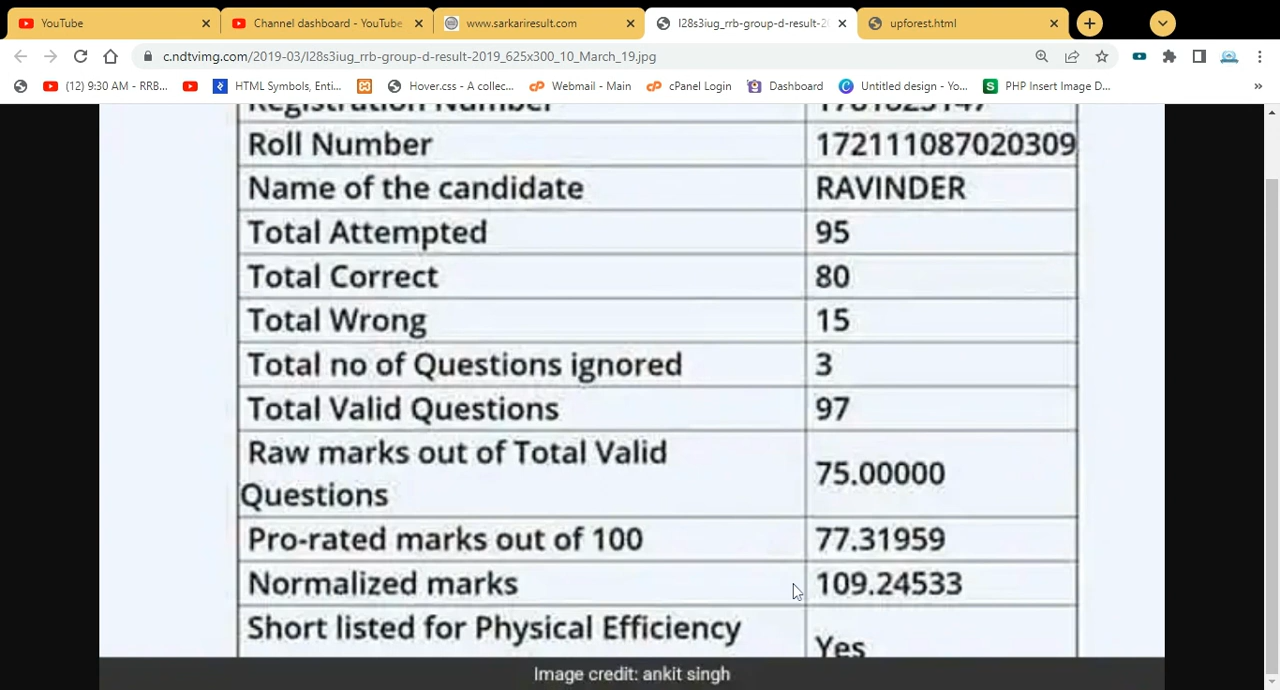 YouTube
Channel dashboard - YouTube
www.sarkariresult.com
l28s3iug_rrb-group-d-result-20
upforest.html
c.ndtvimg.com/2019-03/l28s3iug_rrb-group-d-result-2019_625x300_10_March_19.jpg
(12) 9:30 AM - RRB...
HTML Symbols, Enti...
Hover.css - A collec...
Webmail - Main
cPanel Login
Dashboard
Untitled design - Yo...
PHP Insert Image D...
»
Registration Number
Roll Number 172111087020309
Name of the candidate RAVINDER
Total Attempted 95
Total Correct 80
Total Wrong 15
Total no of Questions ignored 3
Total Valid Questions 97
Raw marks out of Total Valid
Questions 75.00000
Pro-rated marks out of 100 77.31959
Normalized marks 109.24533
Short listed for Physical Efficiency
Yes
Image credit: ankit singh